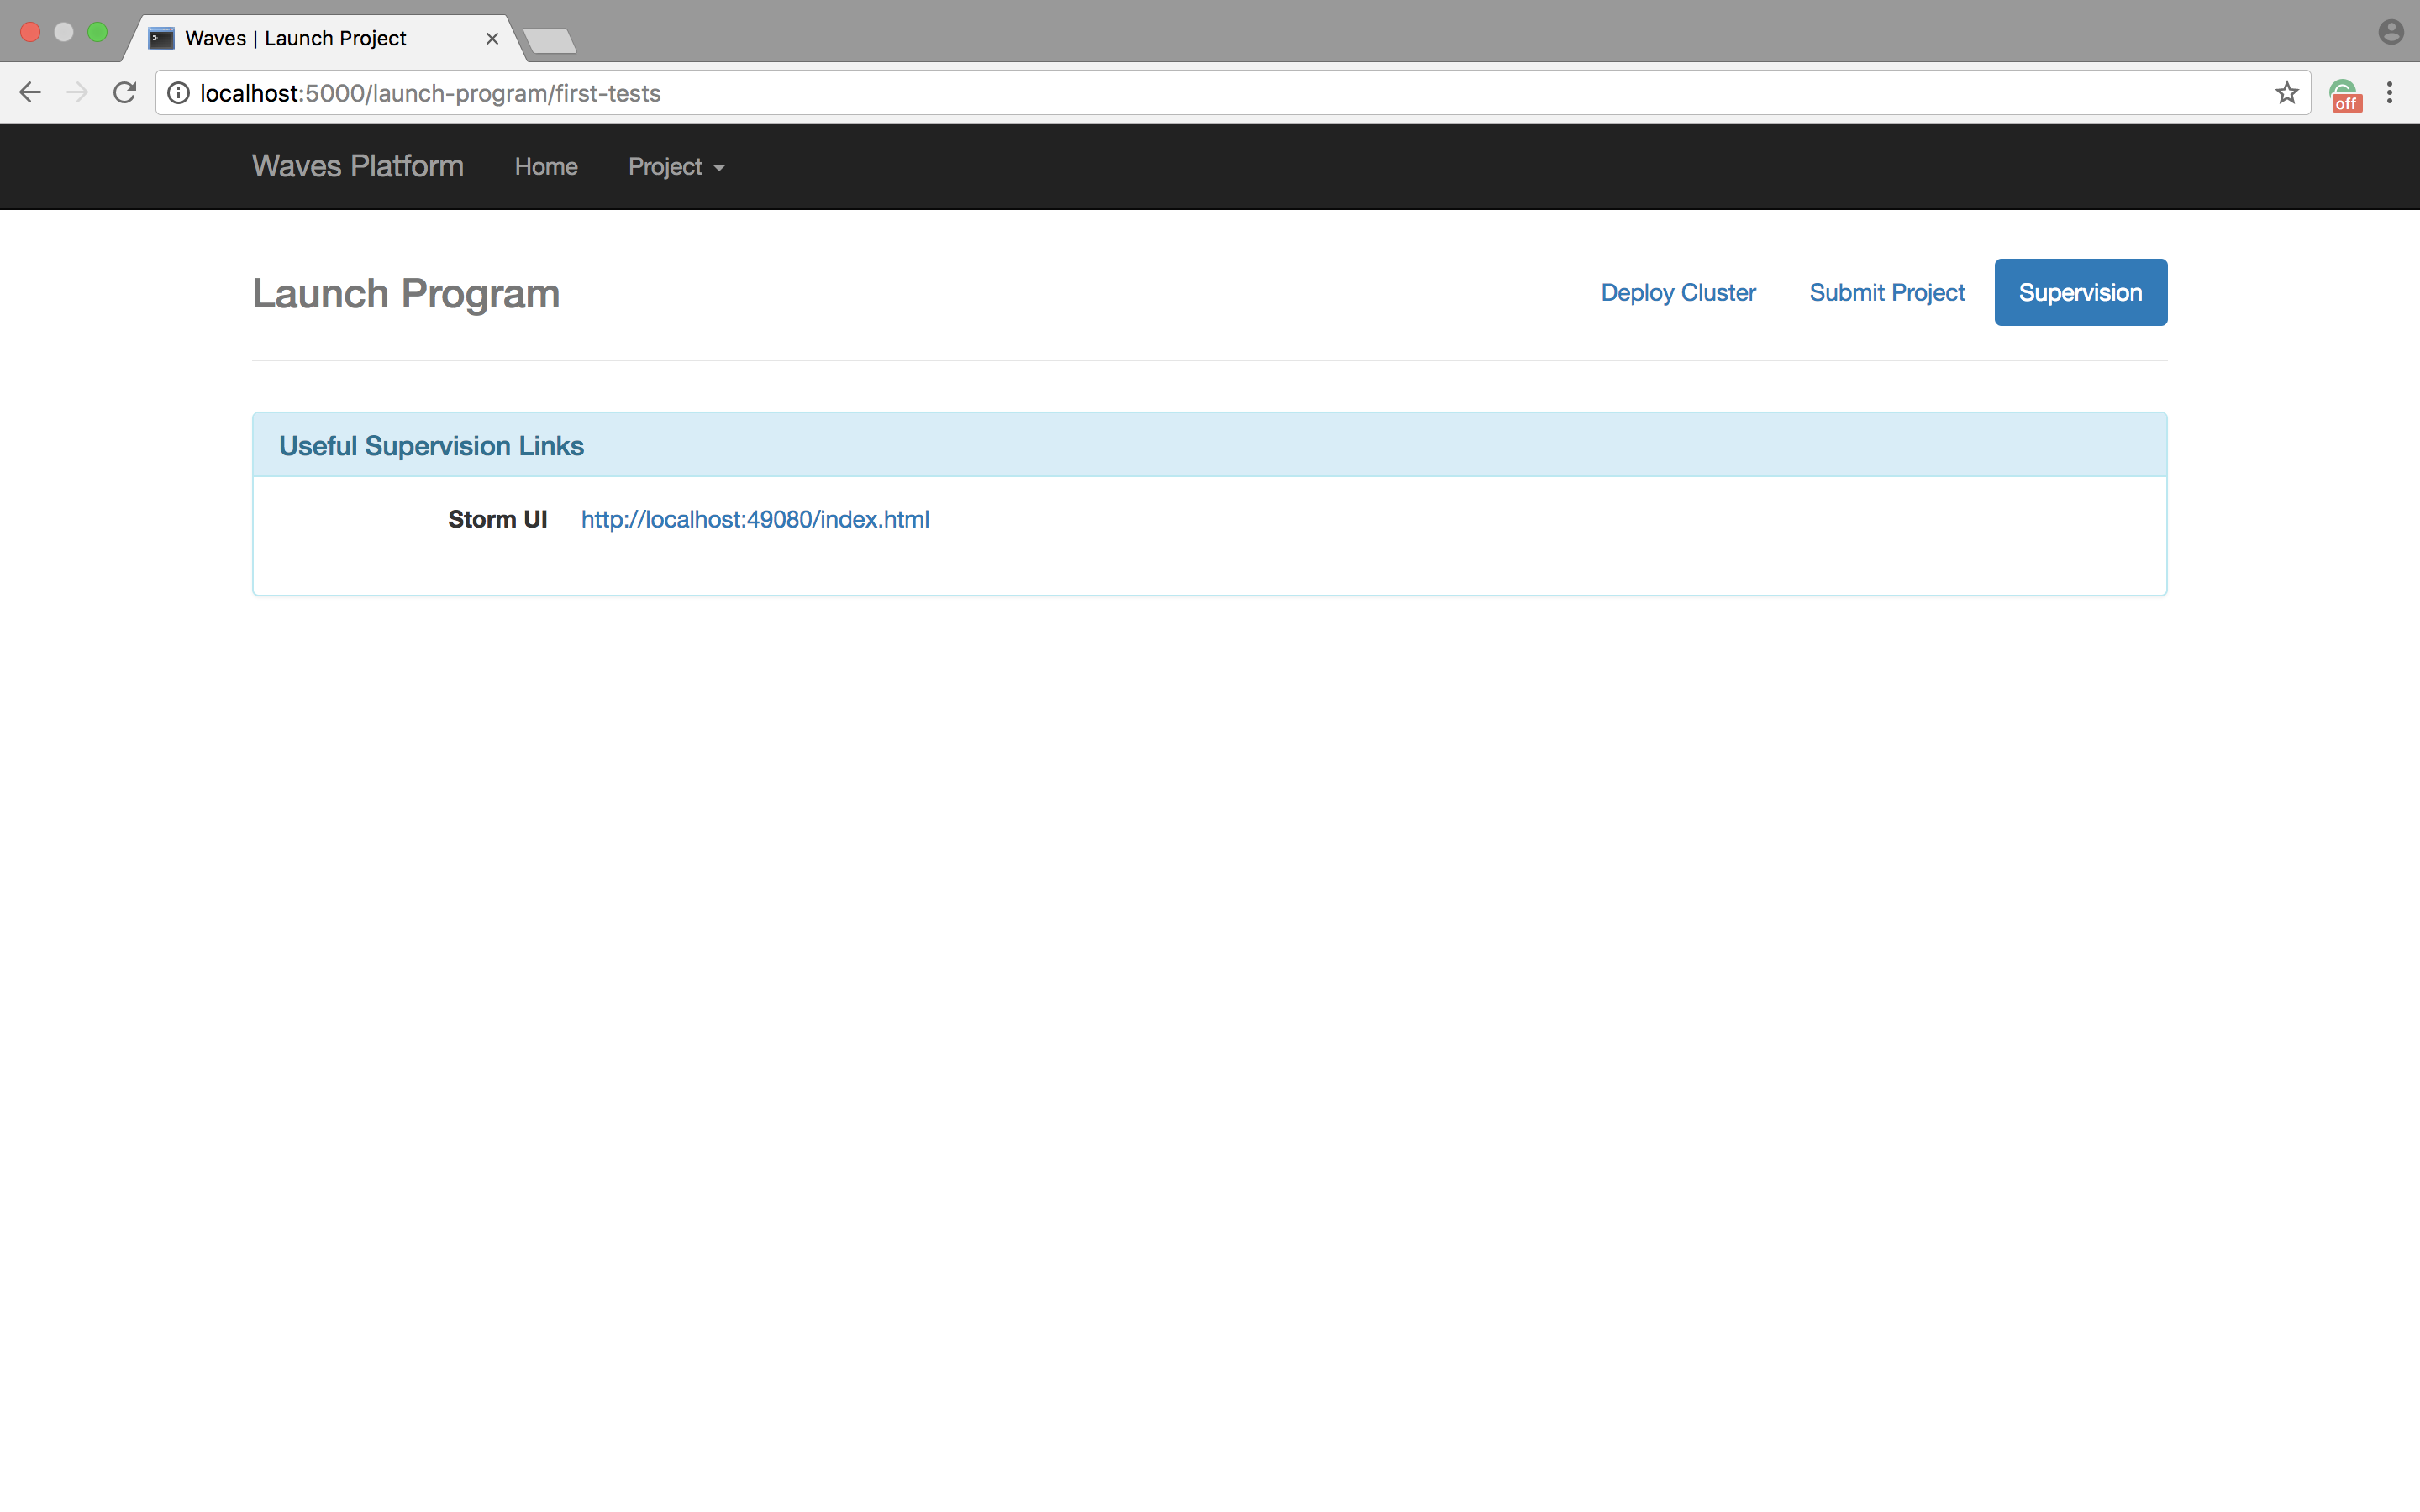 Waves | Launch Project
localhost:5000/launch-program/first-tests
off
Waves Platform Home Project
Launch Program Deploy Cluster Submit Project Supervision
Useful Supervision Links
Storm UI http://localhost:49080/index.html